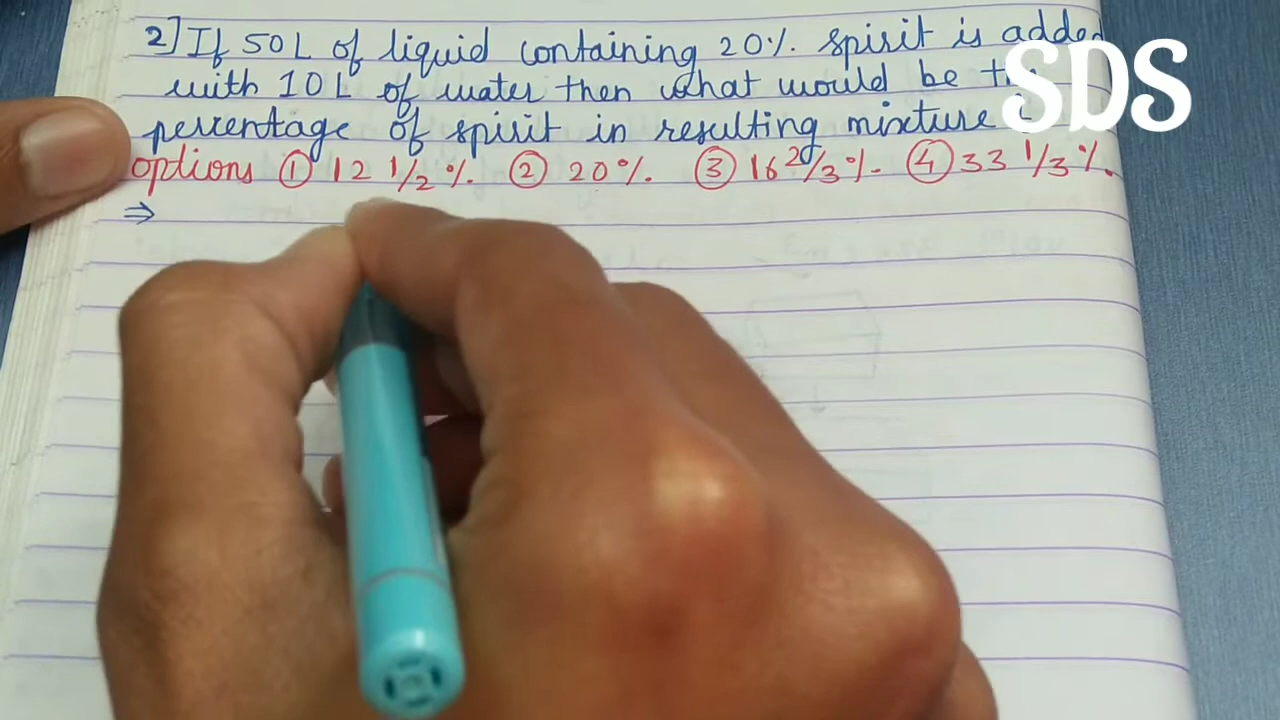 2] If 50L of liquid containing 20% spirit is added
with 10L of water then what would be the
percentage of spirit in resulting mixture
options ① 12 1/2 %. ② 20%. ③ 16 2/3 %. ④ 33 1/3 %.
⇒
SDS